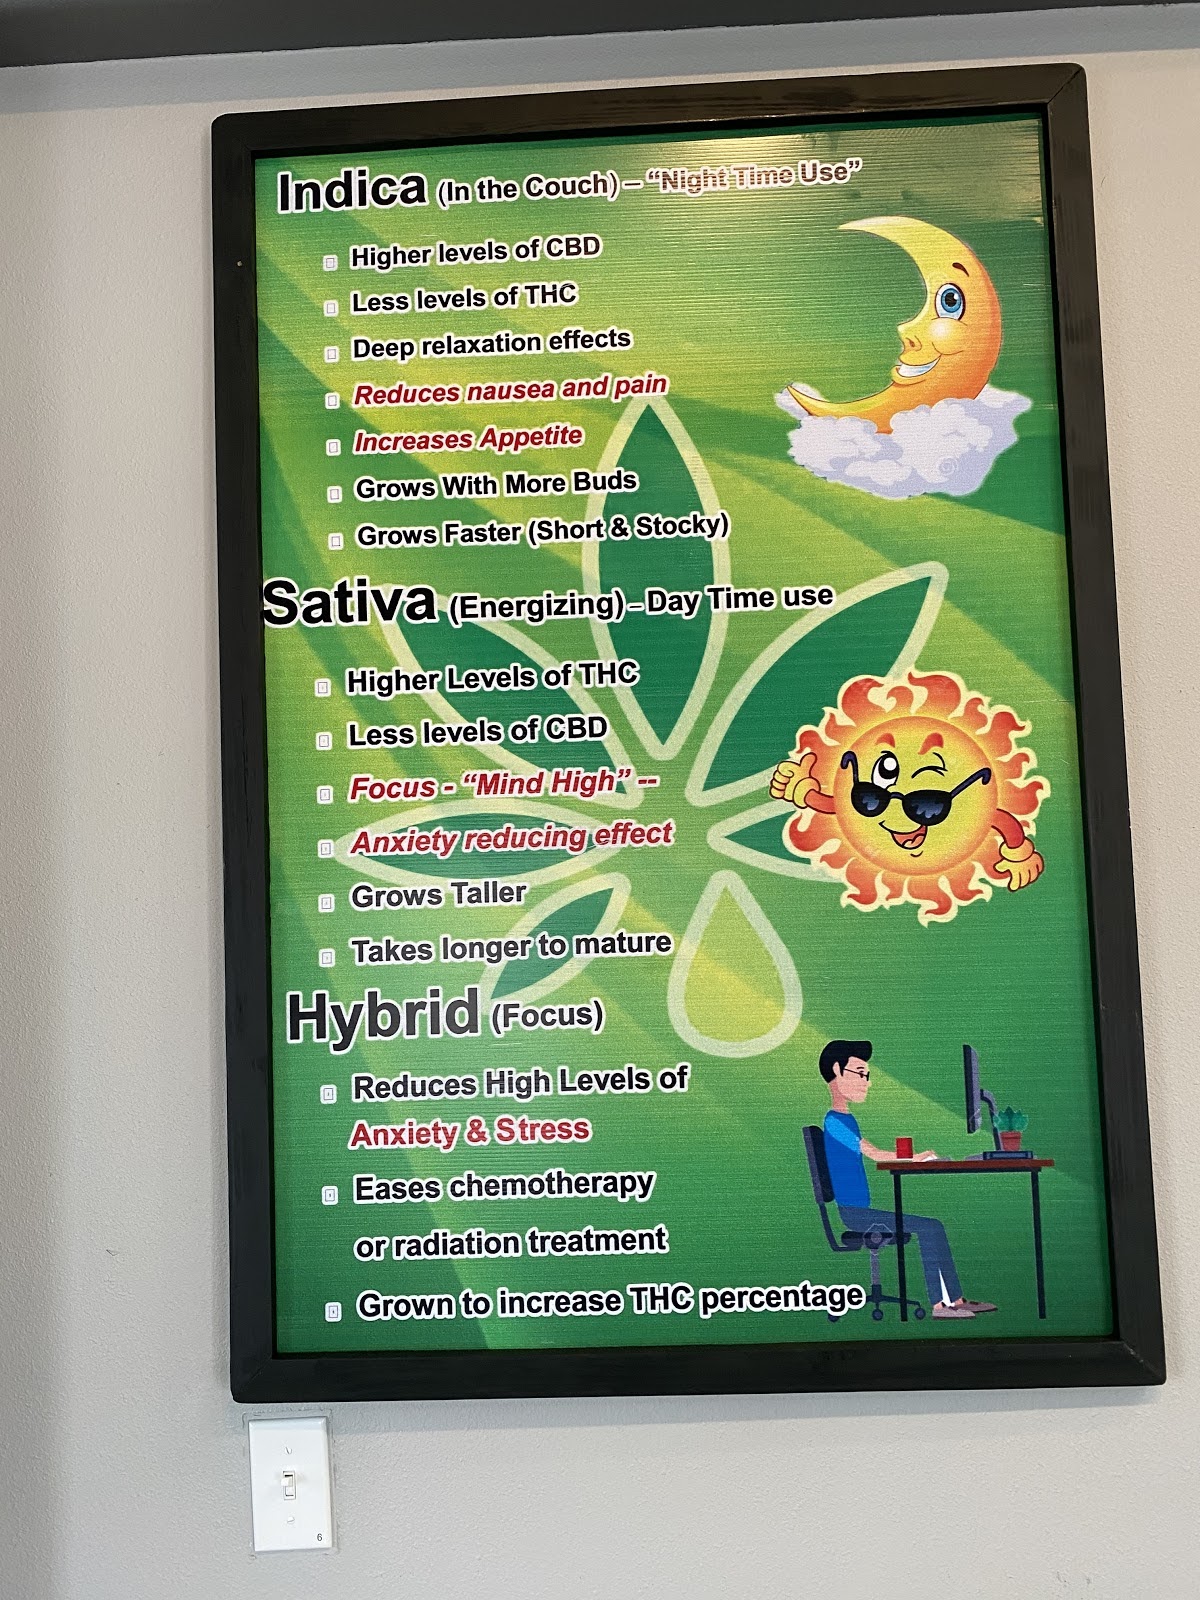 Indica (In the Couch) – “Night Time Use”
Higher levels of CBD
Less levels of THC
Deep relaxation effects
Reduces nausea and pain
Increases Appetite
Grows With More Buds
Grows Faster (Short & Stocky)
Sativa (Energizing) – Day Time use
Higher Levels of THC
Less levels of CBD
Focus - “Mind High” --
Anxiety reducing effect
Grows Taller
Takes longer to mature
Hybrid (Focus)
Reduces High Levels of
Anxiety & Stress
Eases chemotherapy
or radiation treatment
Grown to increase THC percentage
6